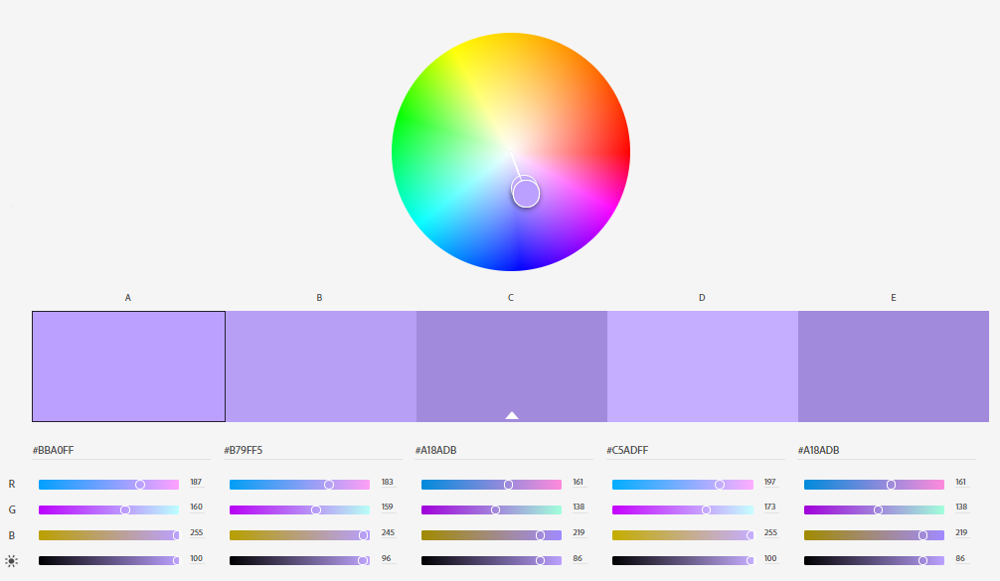 A B C D E
#BBA0FF #B79FF5 #A18ADB #C5ADFF #A18ADB
R 187 183 161 197 161
G 160 159 138 173 138
B 255 245 219 255 219
100 96 86 100 86